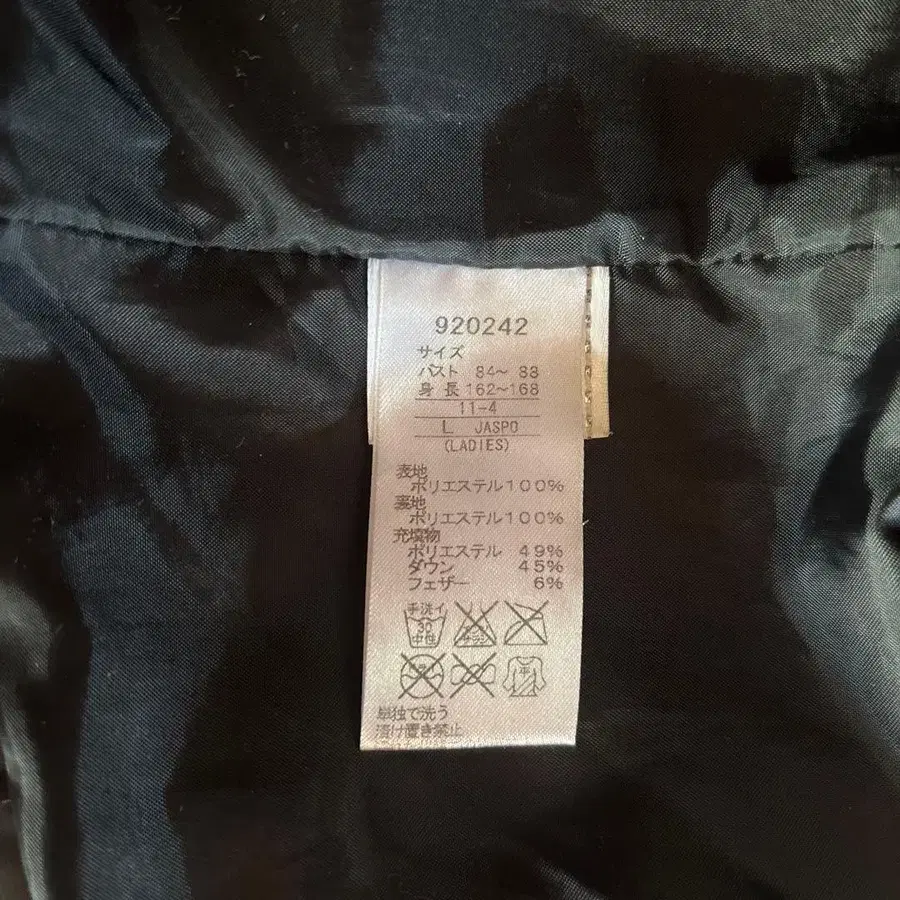 920242
サイズ
バスト 84～ 88
身 長 162～168
11-4
L JASPO
(LADIES)
表地
ポリエステル100%
裏地
ポリエステル100%
充填物
ポリエステル 49%
ダウン 45%
フェザー 6%
手洗イ
30
中性
平
単独で洗う
漬け置き禁止